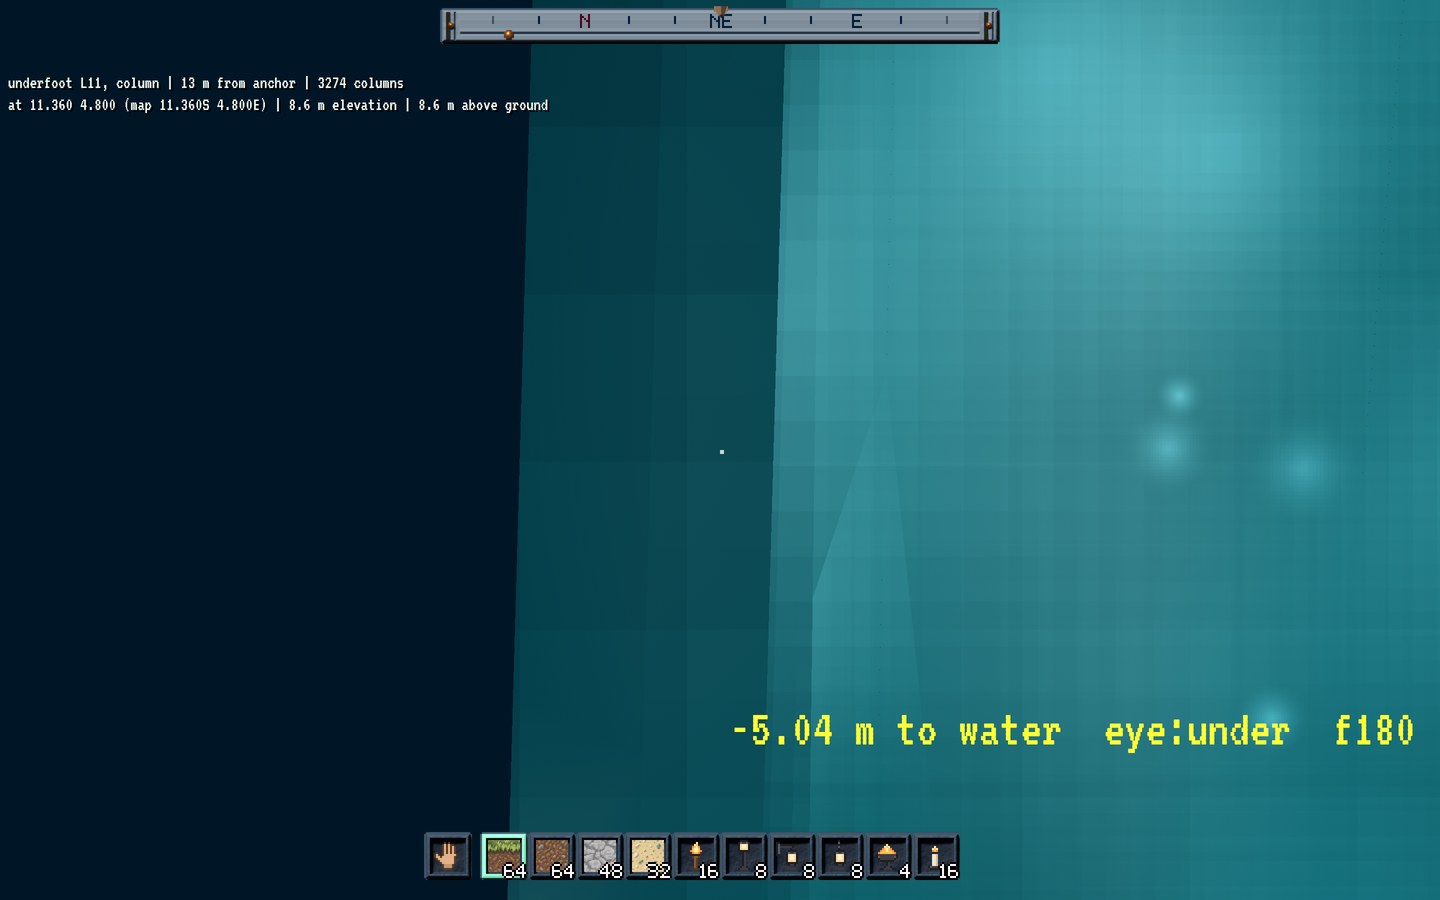 N NE E
underfoot L11, column | 13 m from anchor | 3274 columns
at 11.360 4.800 (map 11.360S 4.800E) | 8.6 m elevation | 8.6 m above ground
-5.04 m to water eye:under f180
64 64 48 32 16 8 8 8 4 16